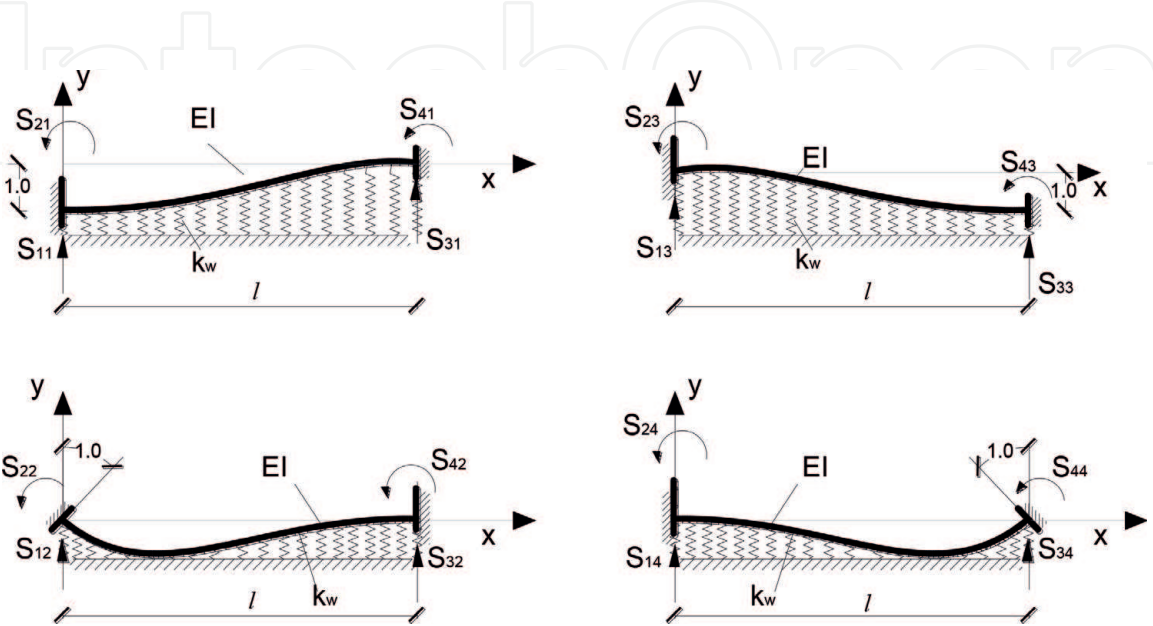 IntechOpen
y
S21
S41
EI
1.0
x
S11
S31
kw
l
y
S23
EI
S43
1.0
x
S13
S33
kw
l
y
1.0
S22
S42
EI
x
S12
S32
kw
l
y
S24
1.0
S44
EI
x
S14
S34
kw
l